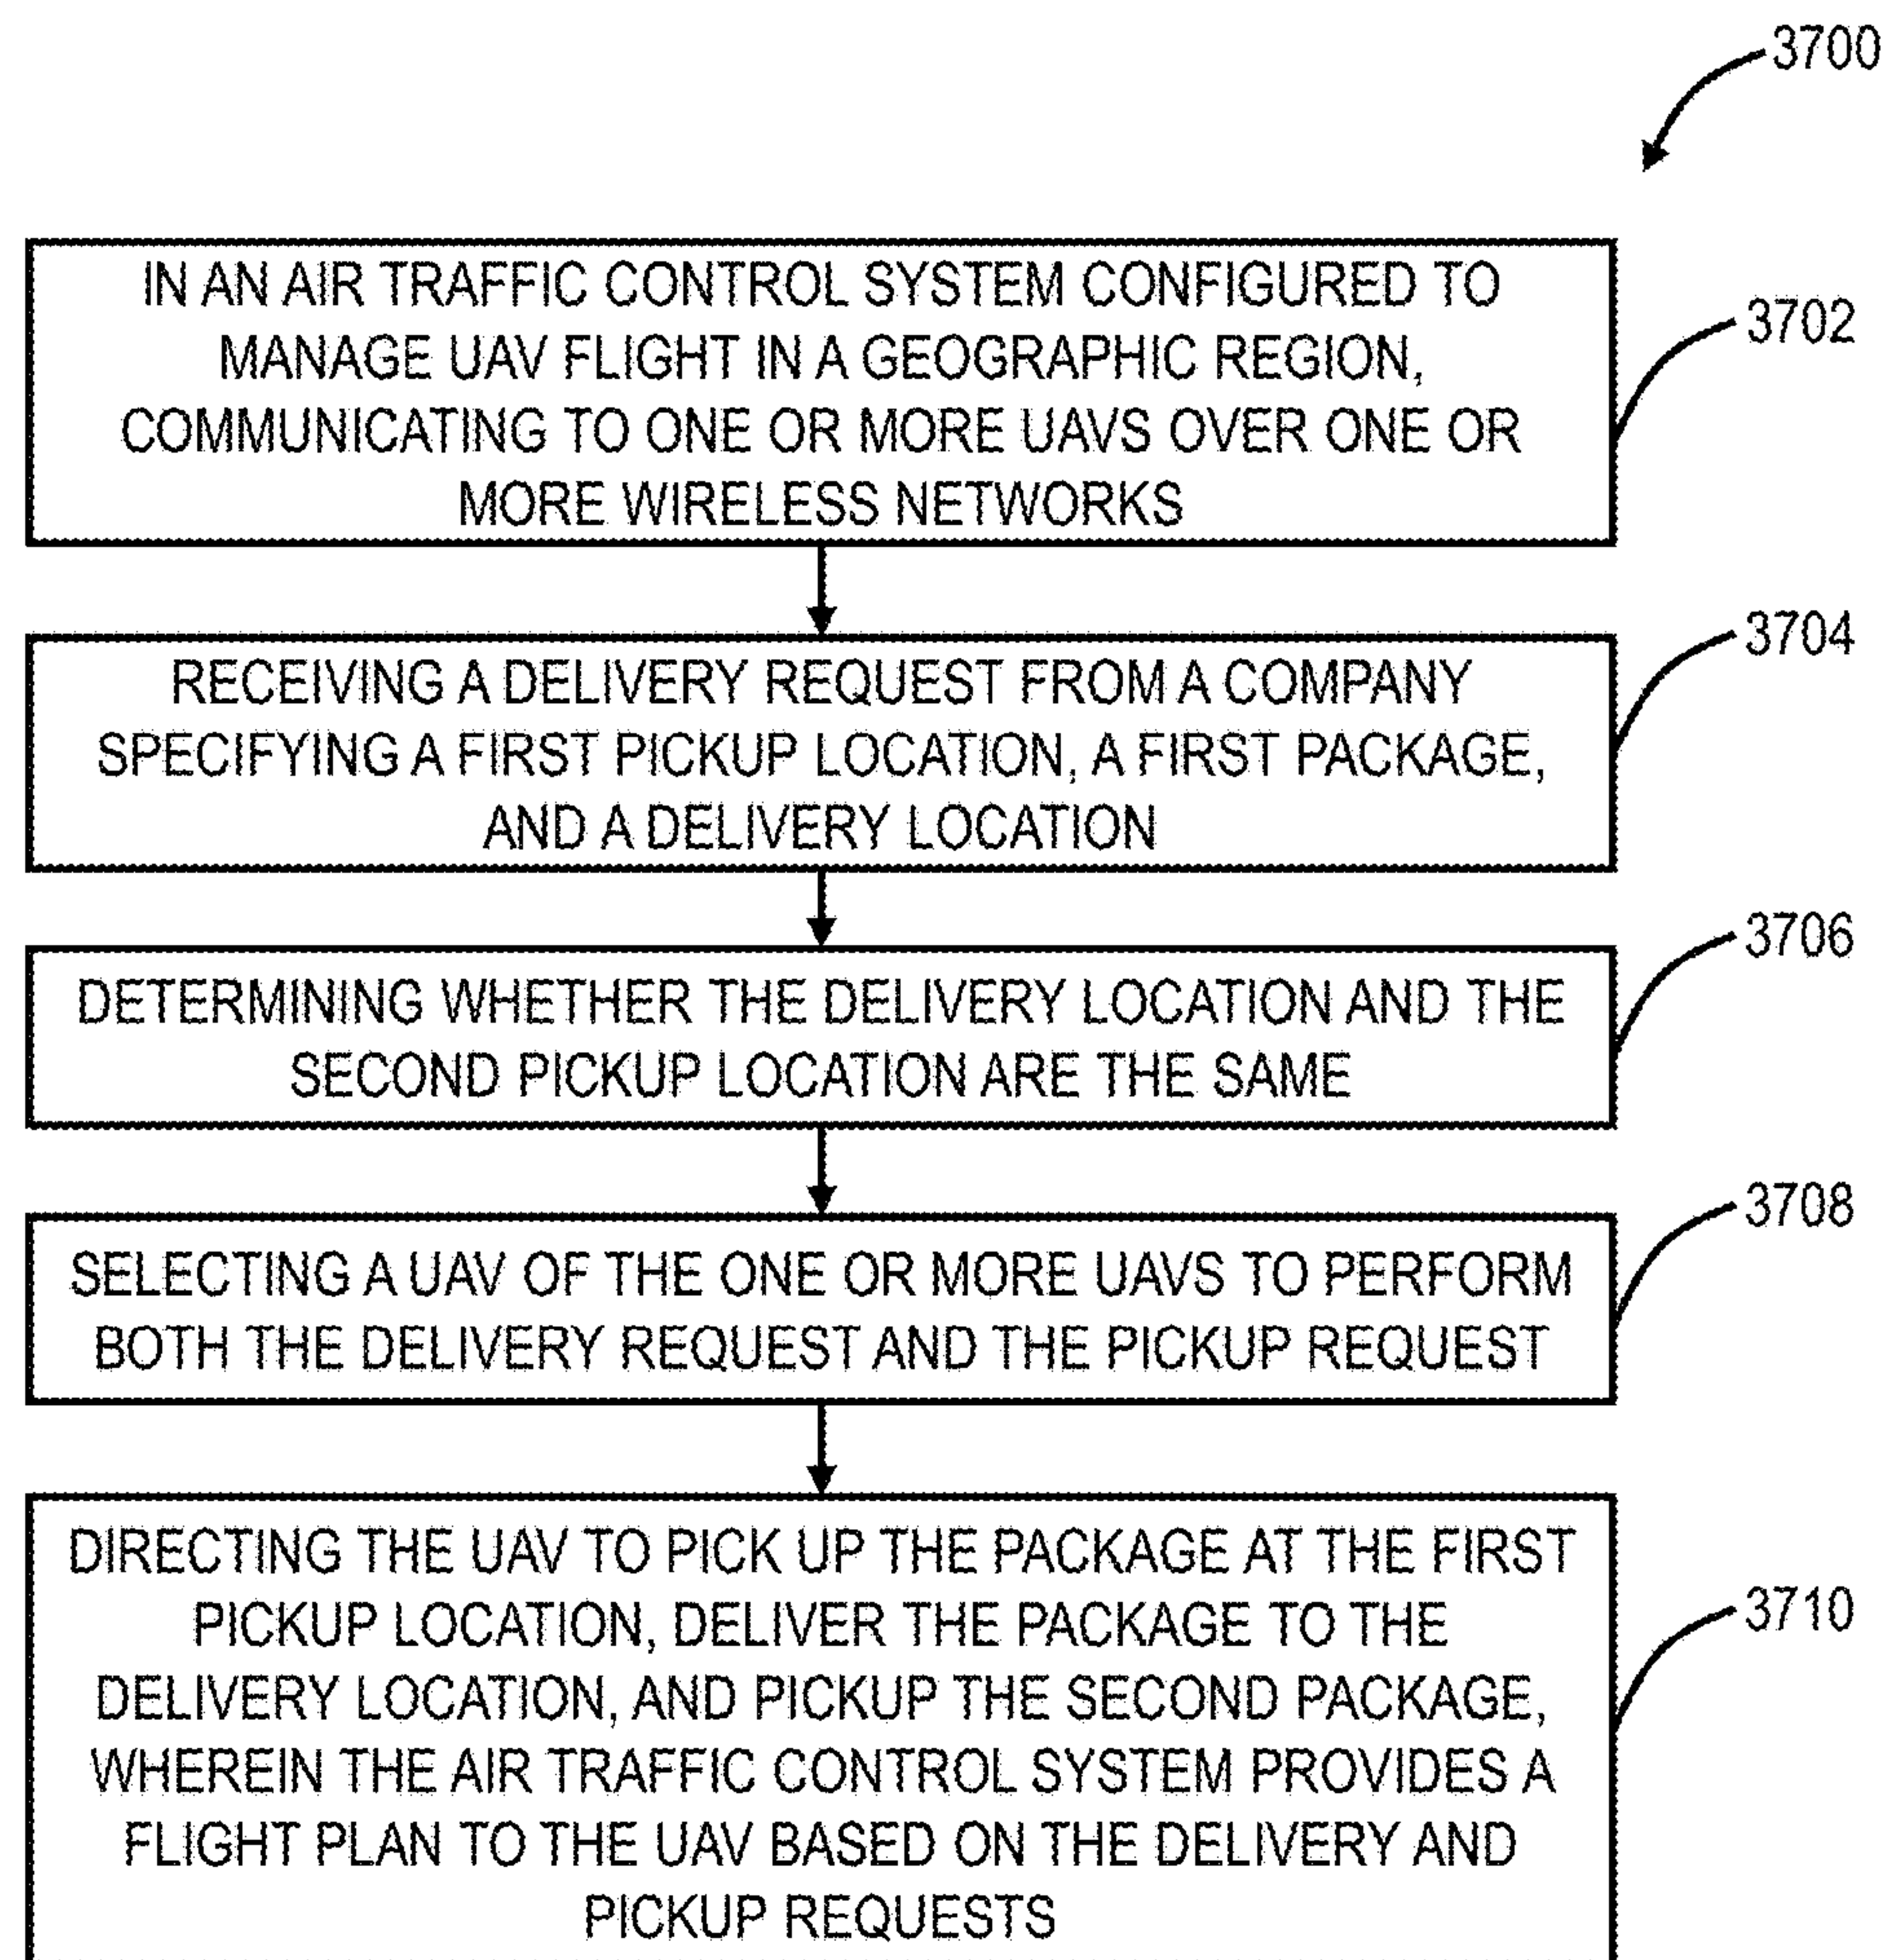 3700
IN AN AIR TRAFFIC CONTROL SYSTEM CONFIGURED TO
MANAGE UAV FLIGHT IN A GEOGRAPHIC REGION,
COMMUNICATING TO ONE OR MORE UAVS OVER ONE OR
MORE WIRELESS NETWORKS
3702
RECEIVING A DELIVERY REQUEST FROM A COMPANY
SPECIFYING A FIRST PICKUP LOCATION, A FIRST PACKAGE,
AND A DELIVERY LOCATION
3704
DETERMINING WHETHER THE DELIVERY LOCATION AND THE
SECOND PICKUP LOCATION ARE THE SAME
3706
SELECTING A UAV OF THE ONE OR MORE UAVS TO PERFORM
BOTH THE DELIVERY REQUEST AND THE PICKUP REQUEST
3708
DIRECTING THE UAV TO PICK UP THE PACKAGE AT THE FIRST
PICKUP LOCATION, DELIVER THE PACKAGE TO THE
DELIVERY LOCATION, AND PICKUP THE SECOND PACKAGE,
WHEREIN THE AIR TRAFFIC CONTROL SYSTEM PROVIDES A
FLIGHT PLAN TO THE UAV BASED ON THE DELIVERY AND
PICKUP REQUESTS
3710